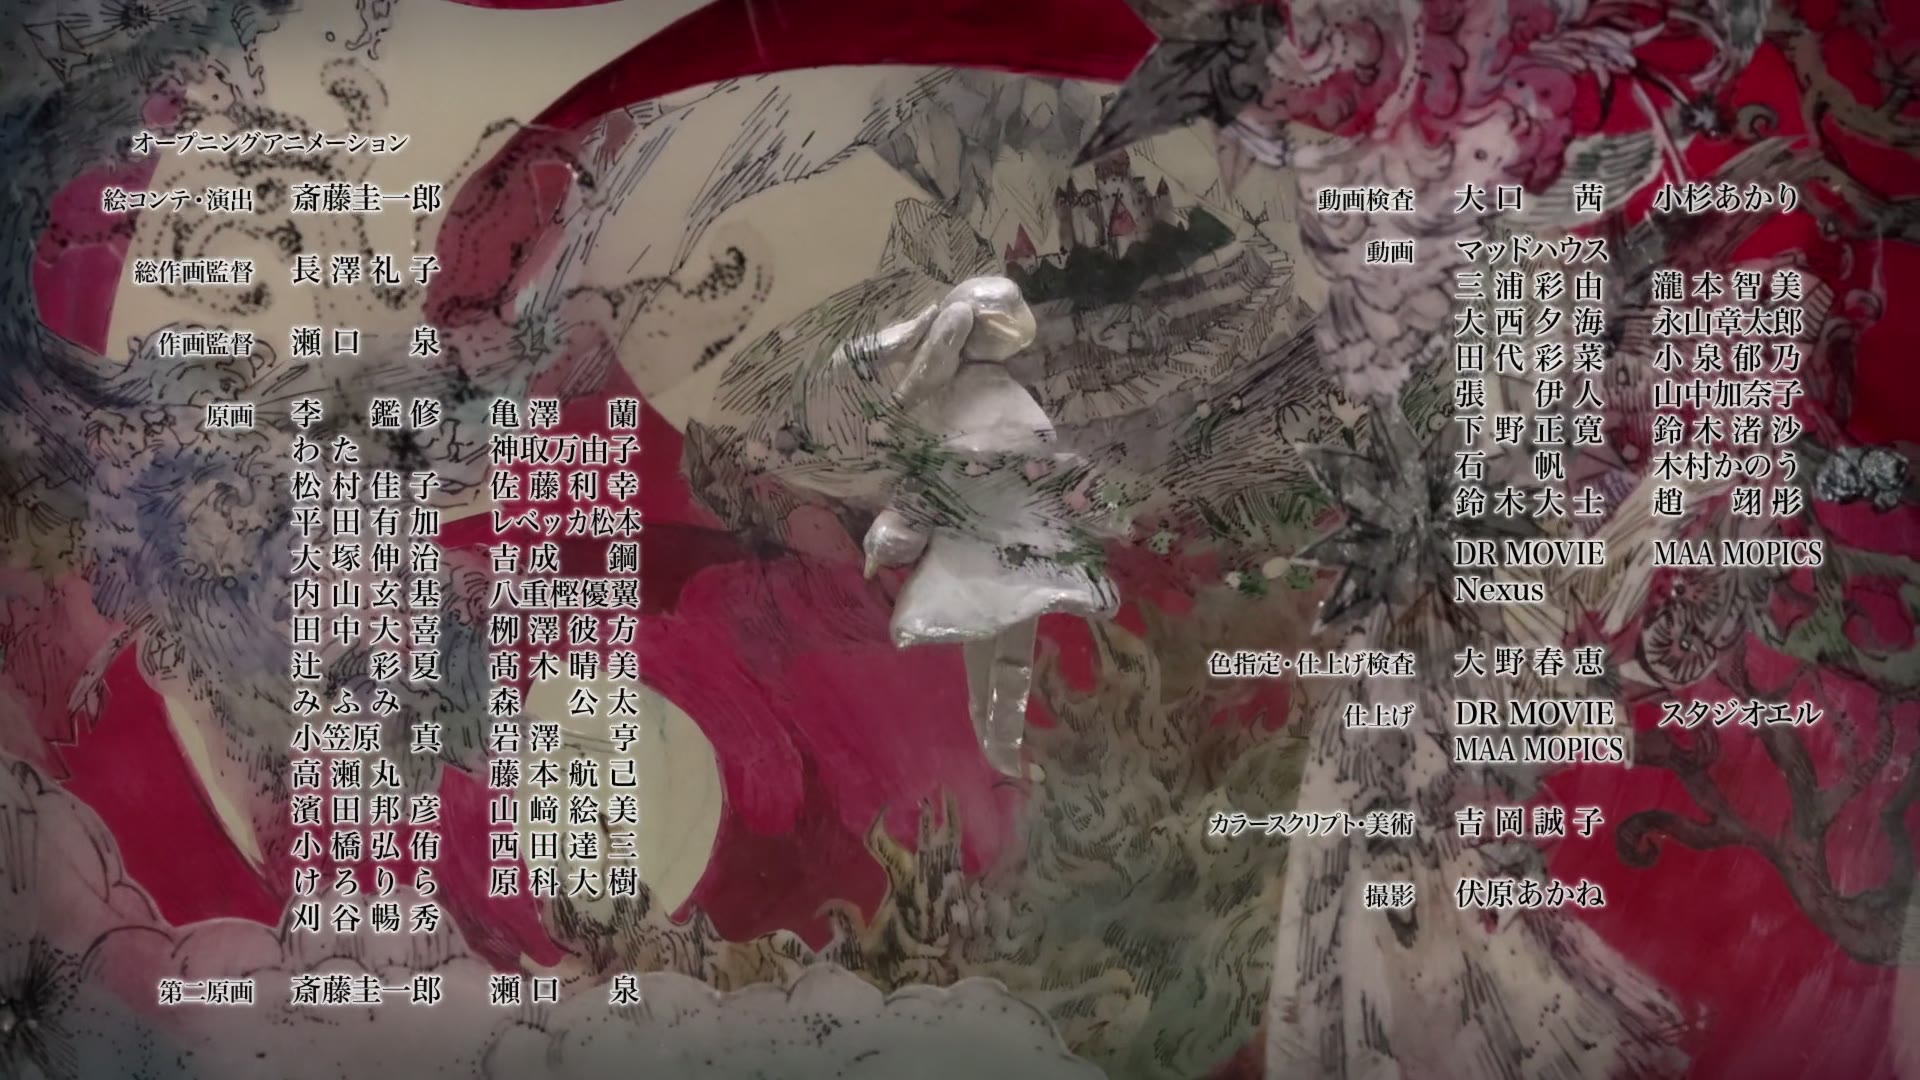 オープニングアニメーション
絵コンテ・演出 斎藤圭一郎
総作画監督 長澤礼子
作画監督 瀬口泉
原画 李鑑修 亀澤蘭
わた 神取万由子
松村佳子 佐藤利幸
平田有加 レベッカ松本
大塚伸治 吉成鋼
内山玄基 八重樫優翼
田中大喜 栁澤彼方
辻彩夏 髙木晴美
みふみ 森公太
小笠原真 岩澤亨
高瀬丸 藤本航己
濱田邦彦 山﨑絵美
小橋弘侑 西田達三
けろりら 原科大樹
刈谷暢秀
第二原画 斎藤圭一郎 瀬口泉
動画検査 大口茜 小杉あかり
動画 マッドハウス
三浦彩由 瀧本智美
大西夕海 永山章太郎
田代彩菜 小泉郁乃
張伊人 山中加奈子
下野正寛 鈴木渚沙
石帆 木村かのう
鈴木大士 趙翊彤
DR MOVIE MAA MOPICS
Nexus
色指定・仕上げ検査 大野春恵
仕上げ DR MOVIE スタジオエル
MAA MOPICS
カラースクリプト・美術 吉岡誠子
撮影 伏原あかね